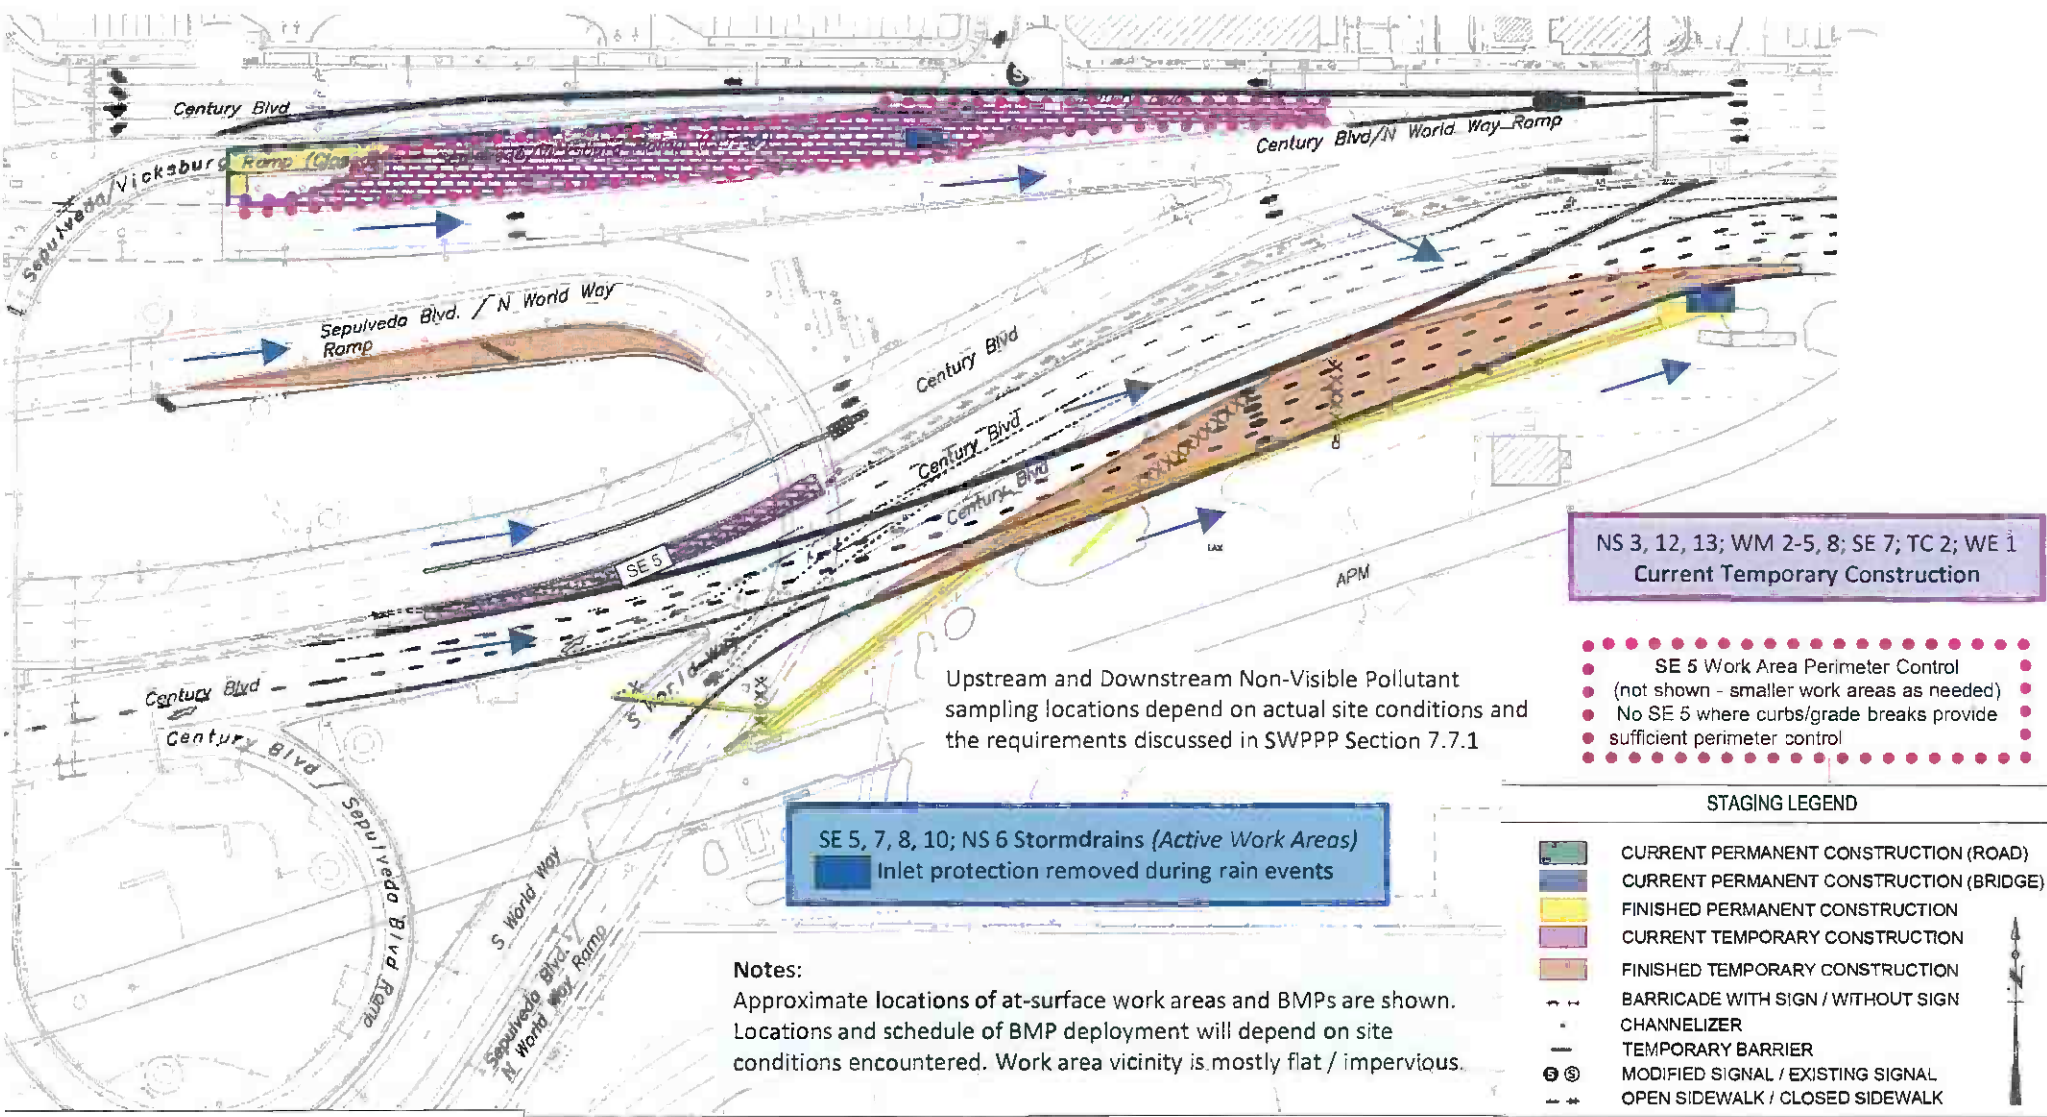 Century Blvd
Sepulveda/Vicksburg Ramp
Century Blvd/N World Way Ramp
Sepulveda Blvd. / N World Way
Ramp
Century Blvd
Century Blvd
Century Blvd
SE 5
LAX
APM
S World Way
Century Blvd
Century Blvd / Sepulveda Blvd Ramp
S World Way
Sepulveda Blvd. /
N World Way Ramp
NS 3, 12, 13; WM 2-5, 8; SE 7; TC 2; WE 1
Current Temporary Construction
SE 5 Work Area Perimeter Control
(not shown - smaller work areas as needed)
No SE 5 where curbs/grade breaks provide
sufficient perimeter control
Upstream and Downstream Non-Visible Pollutant
sampling locations depend on actual site conditions and
the requirements discussed in SWPPP Section 7.7.1
SE 5, 7, 8, 10; NS 6 Stormdrains (Active Work Areas)
Inlet protection removed during rain events
Notes:
Approximate locations of at-surface work areas and BMPs are shown.
Locations and schedule of BMP deployment will depend on site
conditions encountered. Work area vicinity is mostly flat / impervious.
STAGING LEGEND
CURRENT PERMANENT CONSTRUCTION (ROAD)
CURRENT PERMANENT CONSTRUCTION (BRIDGE)
FINISHED PERMANENT CONSTRUCTION
CURRENT TEMPORARY CONSTRUCTION
FINISHED TEMPORARY CONSTRUCTION
BARRICADE WITH SIGN / WITHOUT SIGN
CHANNELIZER
TEMPORARY BARRIER
S S MODIFIED SIGNAL / EXISTING SIGNAL
OPEN SIDEWALK / CLOSED SIDEWALK